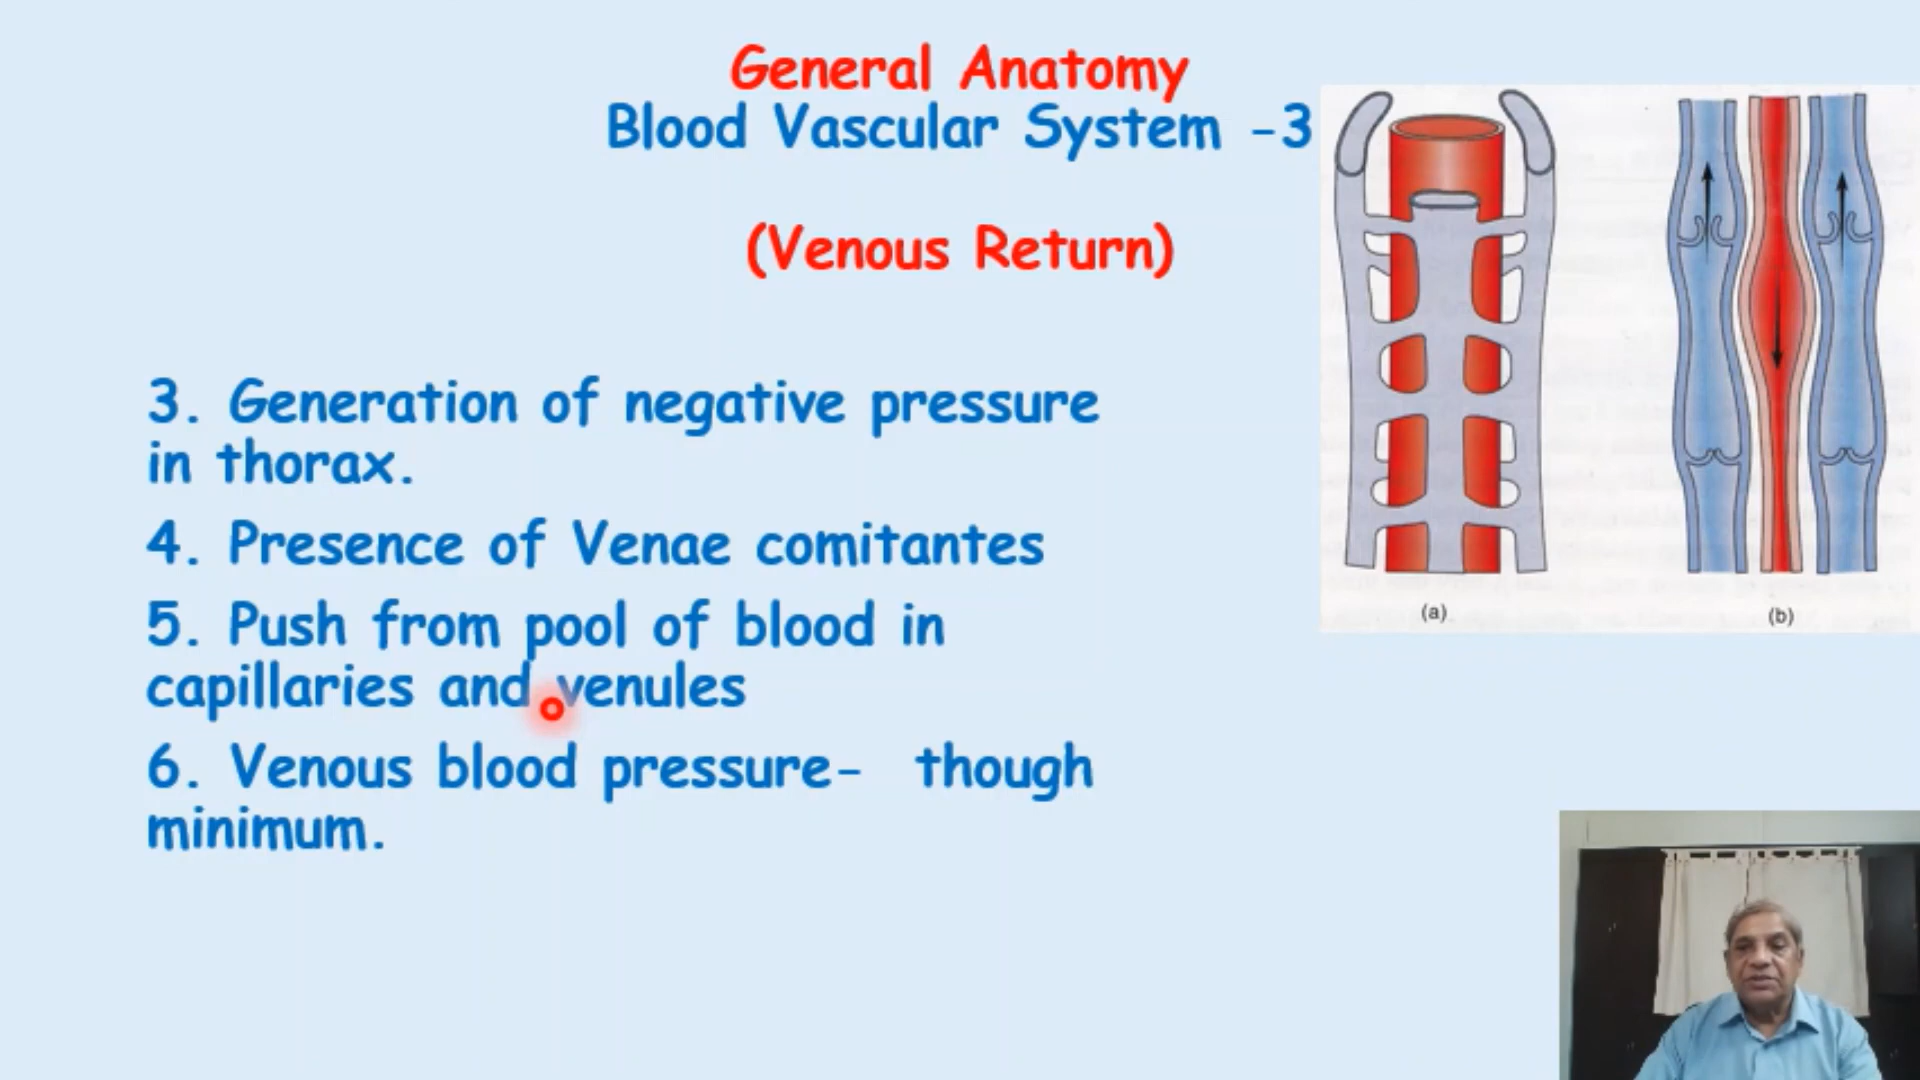 General Anatomy
Blood Vascular System -3
(Venous Return)
3. Generation of negative pressure
in thorax.
4. Presence of Venae comitantes
5. Push from pool of blood in
capillaries and venules
6. Venous blood pressure- though
minimum.
(a)
(b)